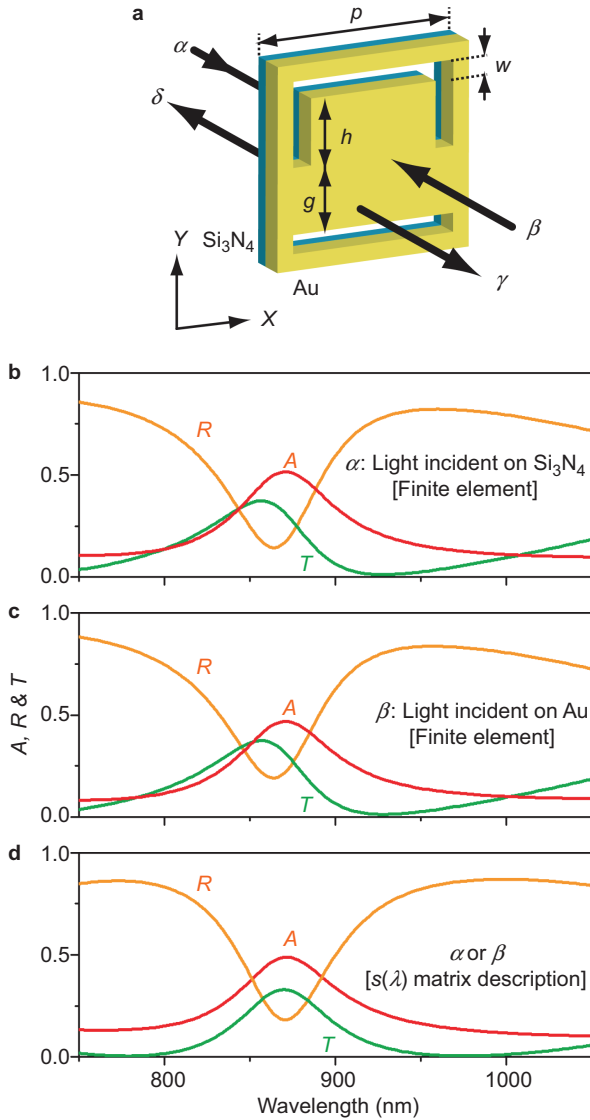 a
p
α
w
δ
h
g
β
Si₃N₄
Y
γ
Au
X
b
1.0
R
A
α: Light incident on Si₃N₄
0.5
[Finite element]
T
0.0
c
1.0
R
A
β: Light incident on Au
0.5
[Finite element]
T
0.0
A, R & T
d
1.0
R
A
α or β
0.5
[s(λ) matrix description]
T
0.0
800
900
1000
Wavelength (nm)